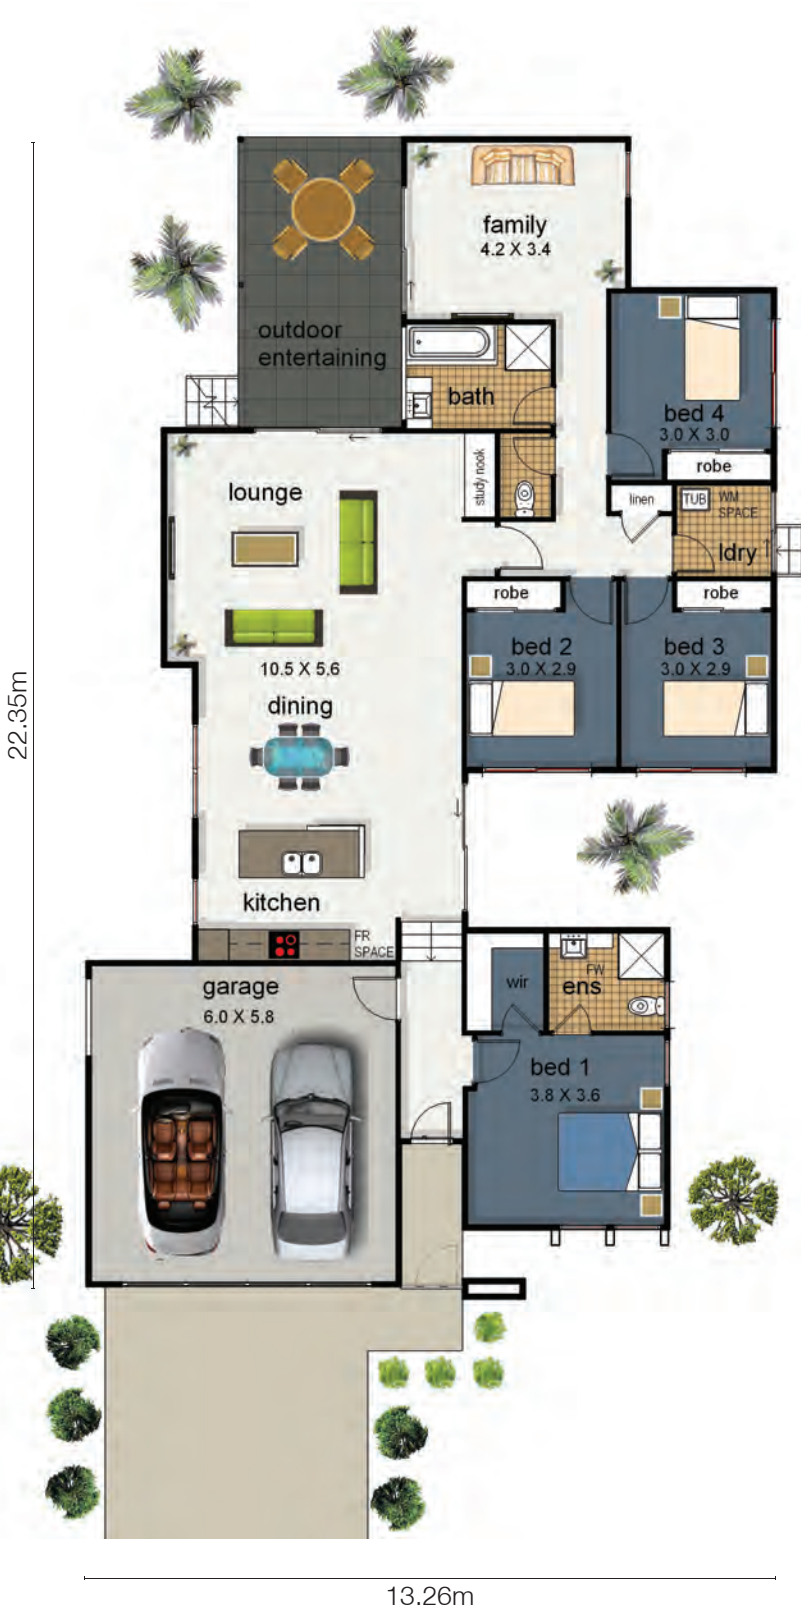 family
4.2 X 3.4
outdoor
entertaining
bath
bed 4
3.0 X 3.0
robe
lounge
study nook
linen
TUB
WM
SPACE
ldry
robe
robe
bed 2
3.0 X 2.9
bed 3
3.0 X 2.9
10.5 X 5.6
dining
22.35m
kitchen
FR
SPACE
garage
6.0 X 5.8
wir
FW
ens
bed 1
3.8 X 3.6
13.26m